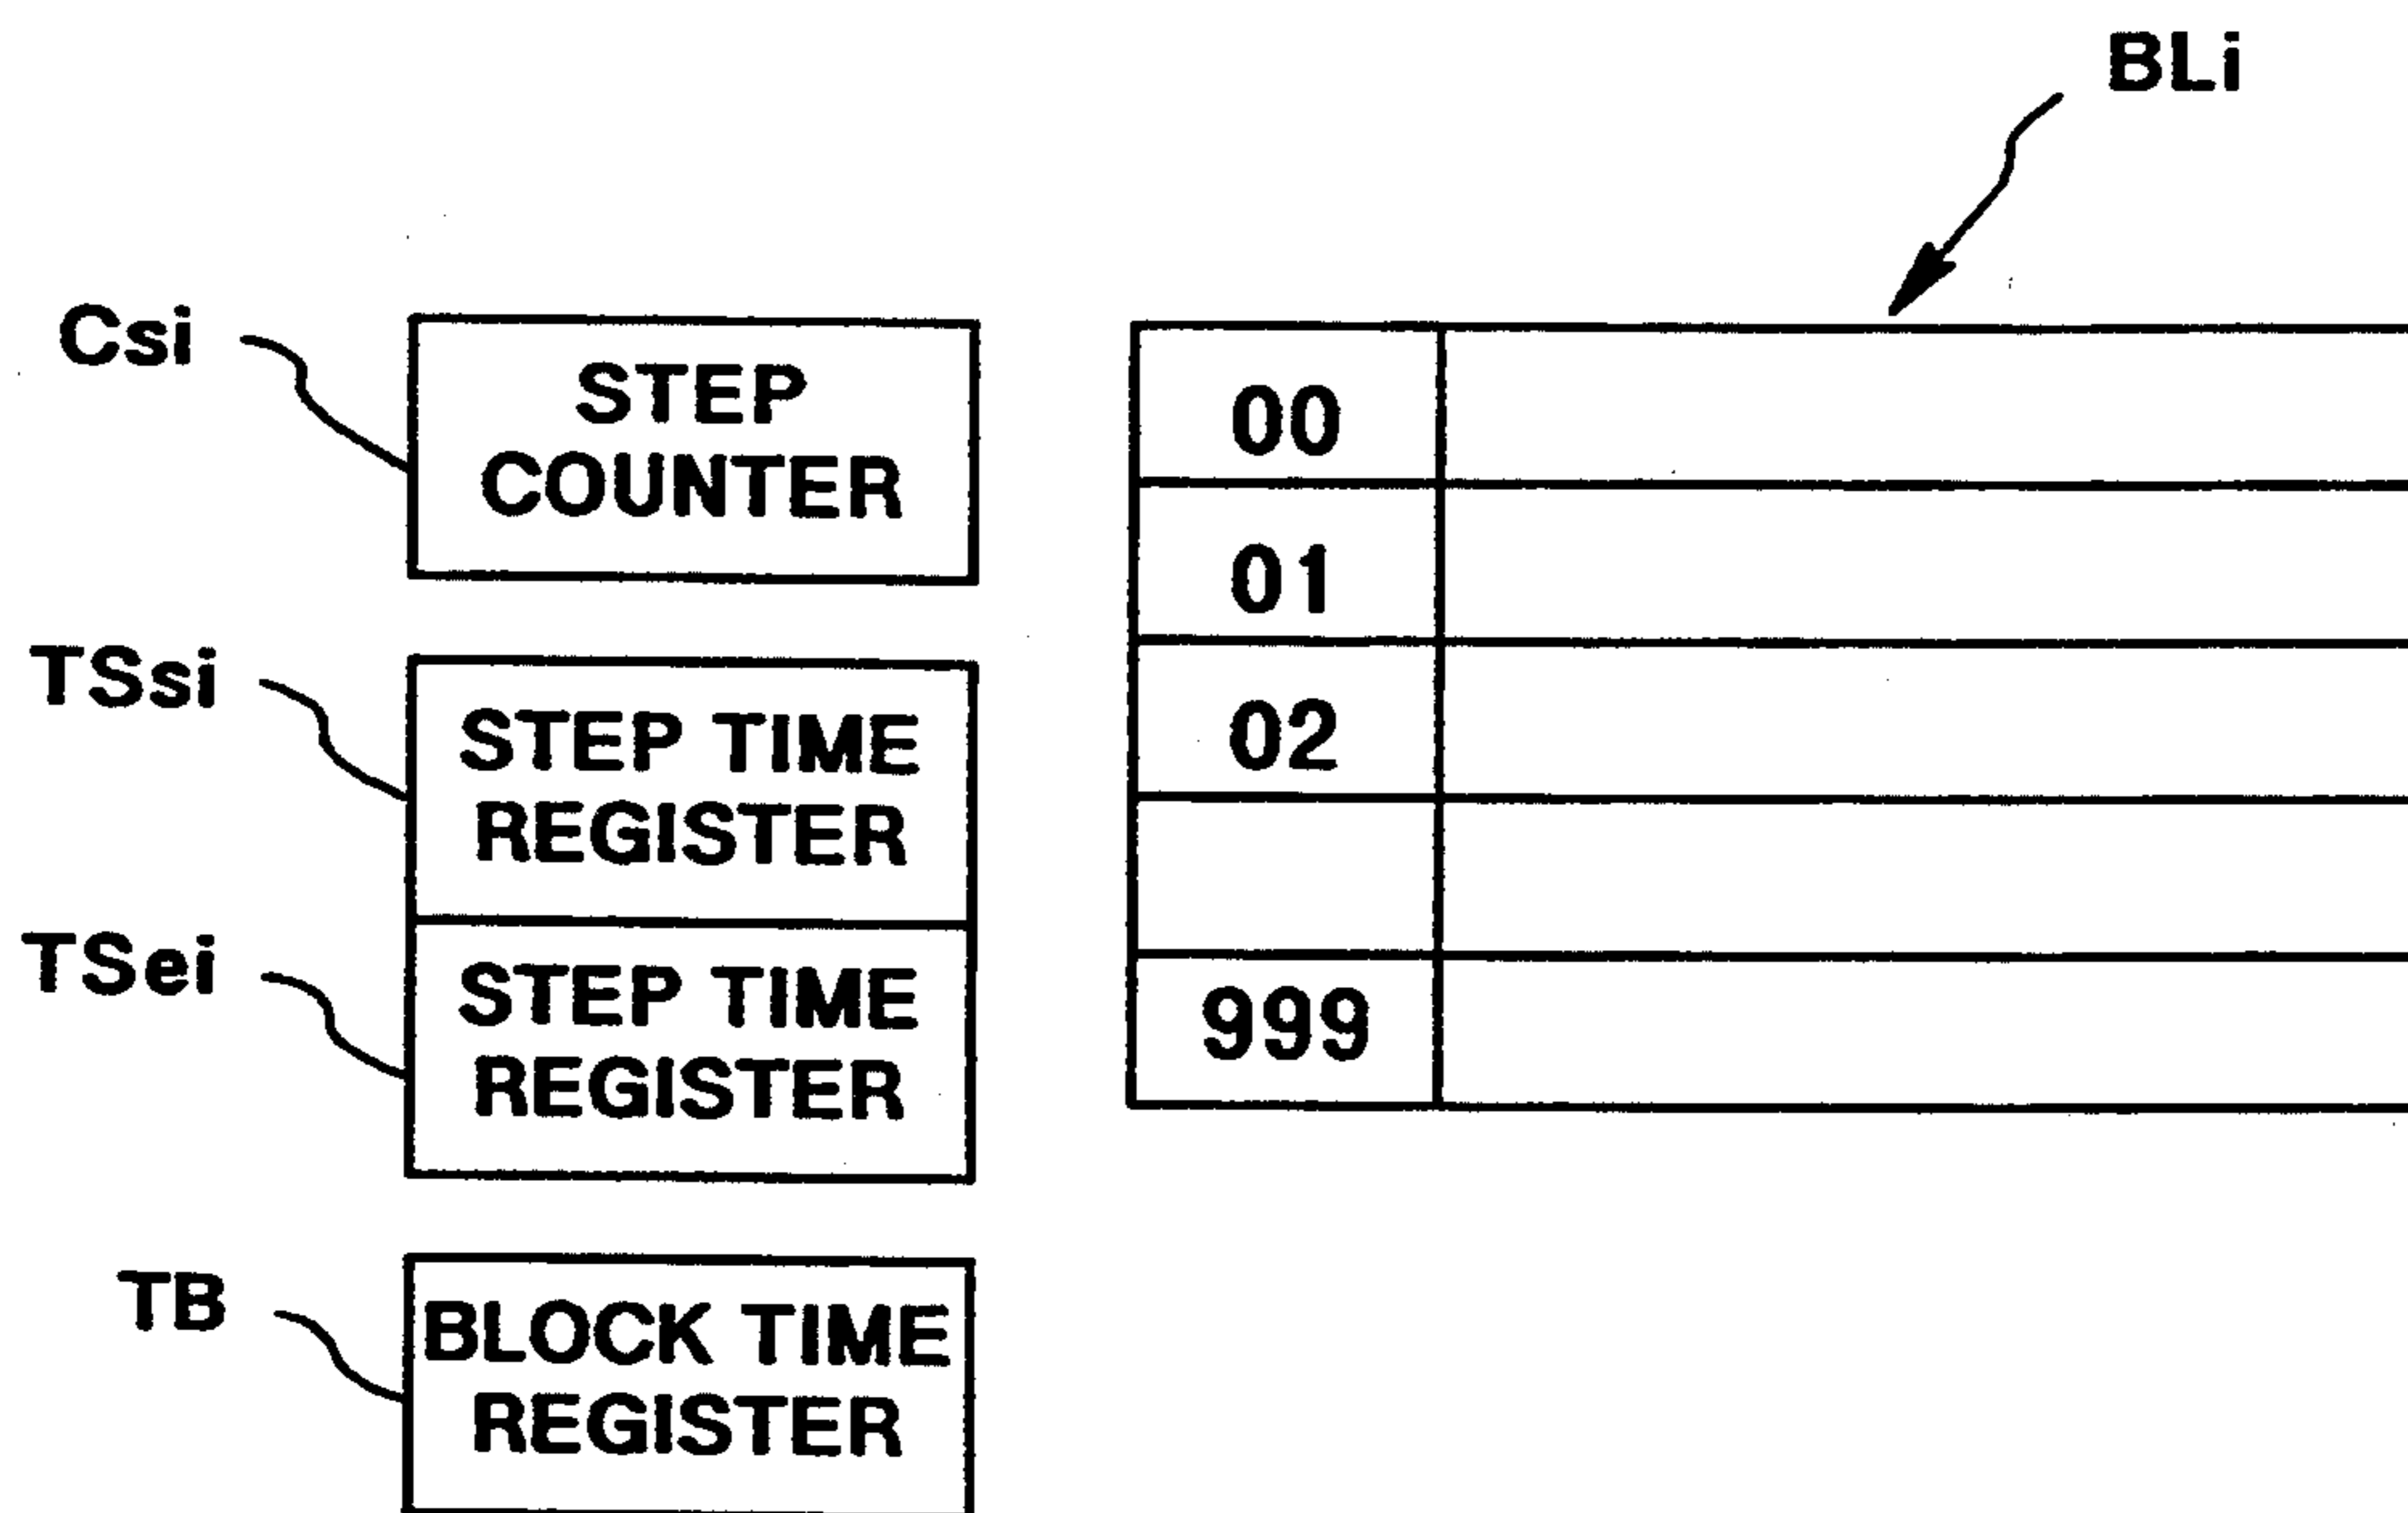 BLi
Csi
STEP
COUNTER
TSsi
STEP TIME
REGISTER
TSei
STEP TIME
REGISTER
TB
BLOCK TIME
REGISTER
00
01
02
999